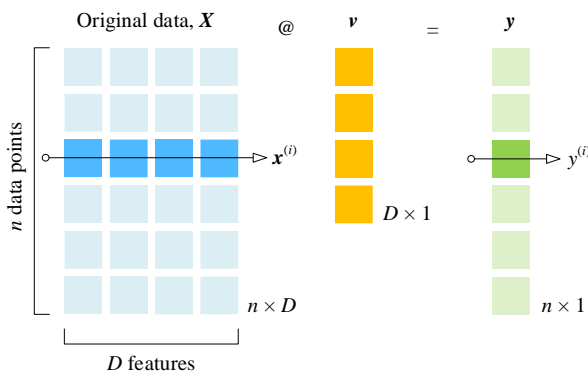 Original data, X @ v = y
n data points
x^(i)
y^(i)
D × 1
n × D
n × 1
D features